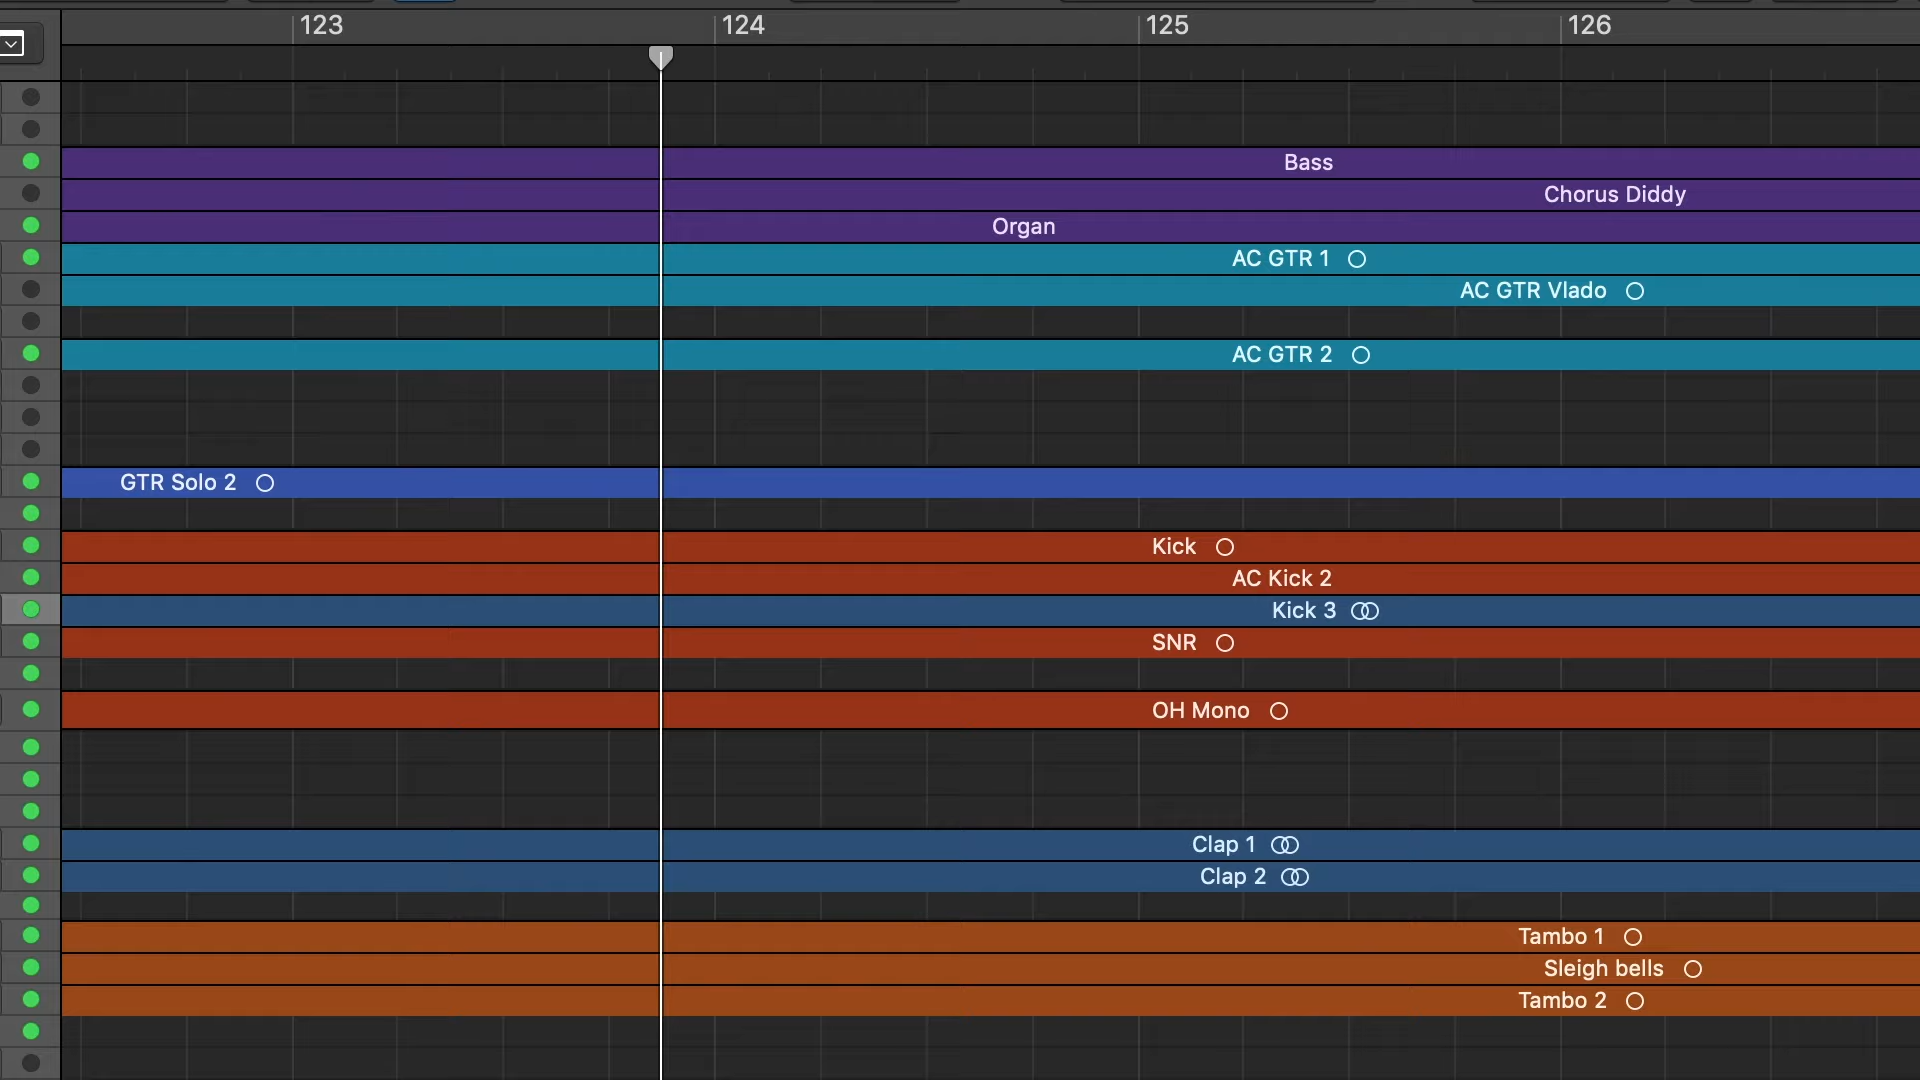 123 124 125 126
Bass
Chorus Diddy
Organ
AC GTR 1
AC GTR Vlado
AC GTR 2
GTR Solo 2
Kick
AC Kick 2
Kick 3
SNR
OH Mono
Clap 1
Clap 2
Tambo 1
Sleigh bells
Tambo 2